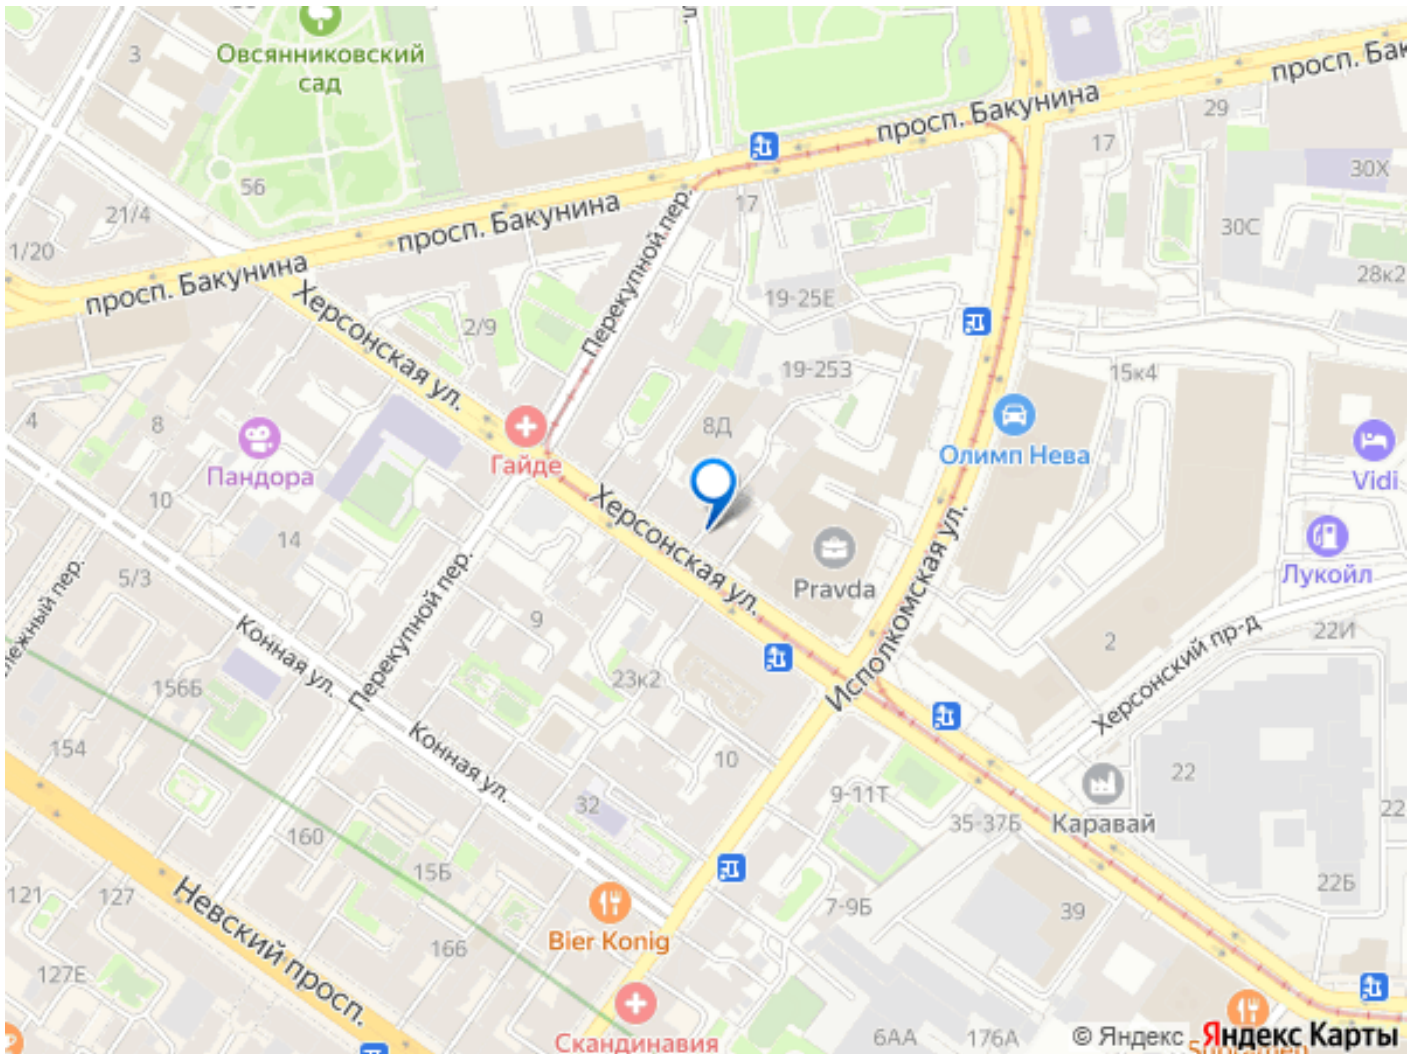 Овсянниковский
сад
3
просп. Бак
просп. Бакунина
29
17
30Х
56
21/4
1/20
17
просп. Бакунина
30С
просп. Бакунина
28к2
19-25Е
Перекупной пер.
2/9
Херсонская ул.
19-253
15к4
4
8
8Д
Гайде
Олимп Нева
Пандора
Vidi
10
Херсонская ул.
14
Pravda
Лукойл
5/3
Исполкомская ул.
9
2
22И
Перекупной пер.
Конная ул.
Херсонский пр-д
156Б
23к2
154
Конная ул.
10
22
9-11Т
32
35-37Б
Каравай
22
160
15Б
22Б
121
127
Невский просп.
7-9Б
39
Bier Konig
166
127Е
6АА
176А
Скандинавия
© Яндекс
Яндекс Карты